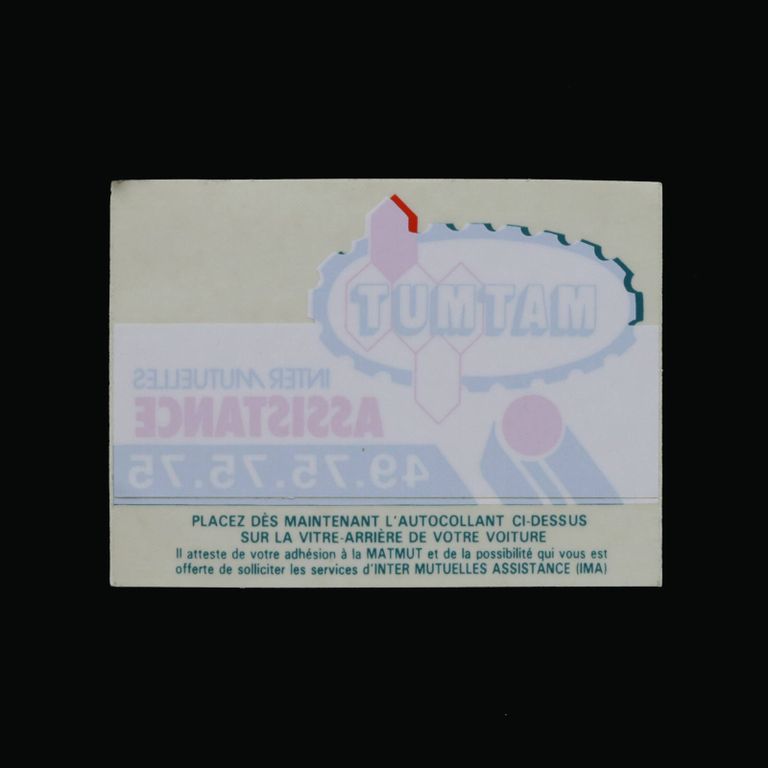 MATMUT
INTER MUTUELLES
ASSISTANCE
49.75.75.75
PLACEZ DÈS MAINTENANT L'AUTOCOLLANT CI-DESSUS
SUR LA VITRE-ARRIÈRE DE VOTRE VOITURE
Il atteste de votre adhésion à la MATMUT et de la possibilité qui vous est
offerte de solliciter les services d'INTER MUTUELLES ASSISTANCE (IMA)